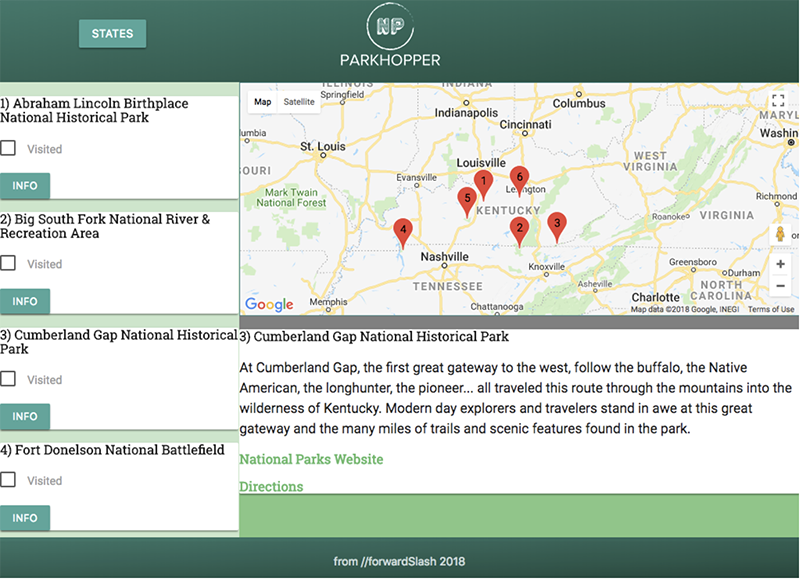 STATES
NP
PARKHOPPER
1) Abraham Lincoln Birthplace
National Historical Park
Visited
INFO
2) Big South Fork National River &
Recreation Area
Visited
INFO
3) Cumberland Gap National Historical
Park
Visited
INFO
4) Fort Donelson National Battlefield
Visited
INFO
Map
Satellite
ILLINOIS
INDIANA
Springfield
Columbus
Indianapolis
MARYL
Cincinnati
Washin
umbia
St. Louis
Louisville
WEST
VIRGINIA
OURI
Evansville
1
6
Lexington
Mark Twain
National Forest
5
KENTUCKY
Richmond
Roanoke
VIRGINIA
4
2
3
Nashville
Knoxville
Greensboro
Durham
TENNESSEE
Asheville
NORTH
CAROLINA
Charlotte
Memphis
Chattanooga
Google
Map data ©2018 Google, INEGI
Terms of Use
3) Cumberland Gap National Historical Park
At Cumberland Gap, the first great gateway to the west, follow the buffalo, the Native
American, the longhunter, the pioneer... all traveled this route through the mountains into the
wilderness of Kentucky. Modern day explorers and travelers stand in awe at this great
gateway and the many miles of trails and scenic features found in the park.
National Parks Website
Directions
from //forwardSlash 2018